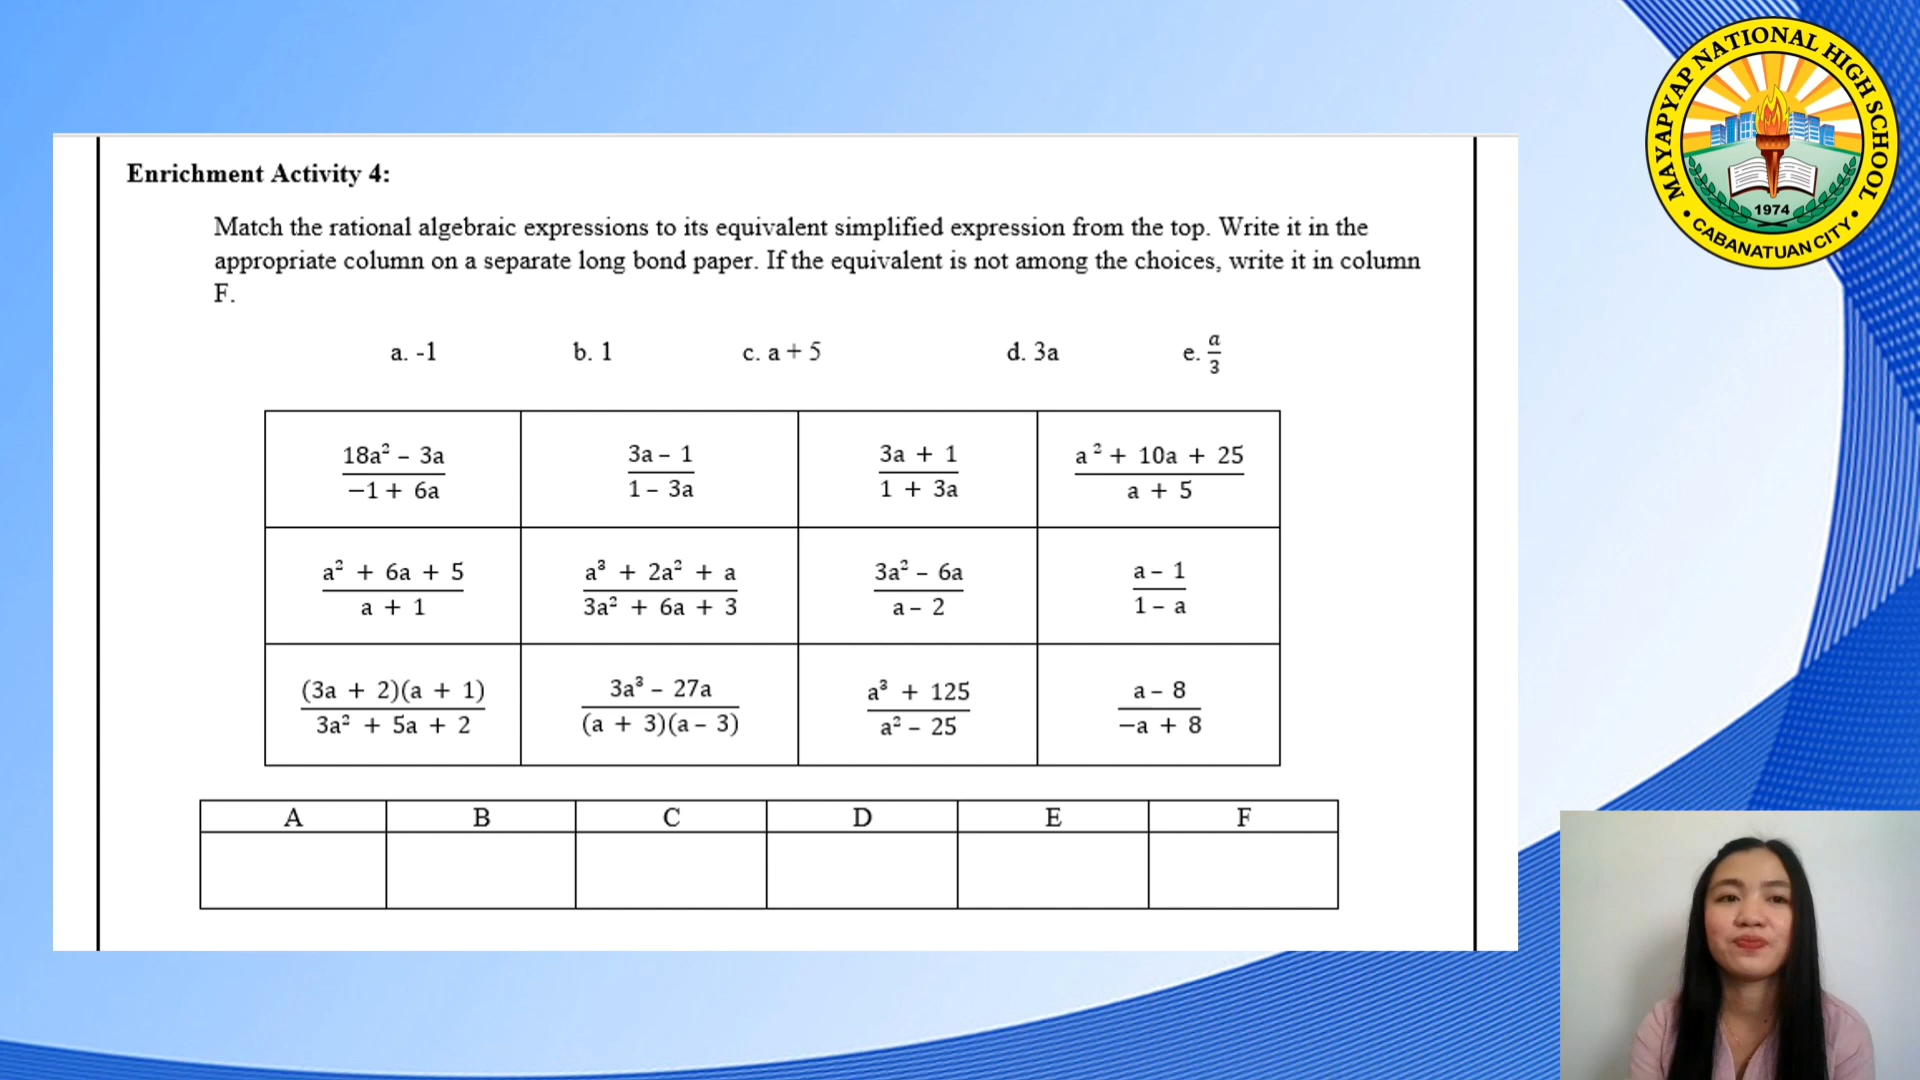 MAYAPYAP NATIONAL HIGH SCHOOL
1974
• CABANATUAN CITY •
Enrichment Activity 4:
Match the rational algebraic expressions to its equivalent simplified expression from the top. Write it in the
appropriate column on a separate long bond paper. If the equivalent is not among the choices, write it in column
F.
a. -1 b. 1 c. a + 5 d. 3a e. a/3
18a² – 3a 3a – 1 3a + 1 a² + 10a + 25
−1 + 6a 1 – 3a 1 + 3a a + 5
a² + 6a + 5 a³ + 2a² + a 3a² – 6a a – 1
a + 1 3a² + 6a + 3 a – 2 1 – a
(3a + 2)(a + 1) 3a³ – 27a a³ + 125 a – 8
3a² + 5a + 2 (a + 3)(a – 3) a² – 25 −a + 8
A B C D E F